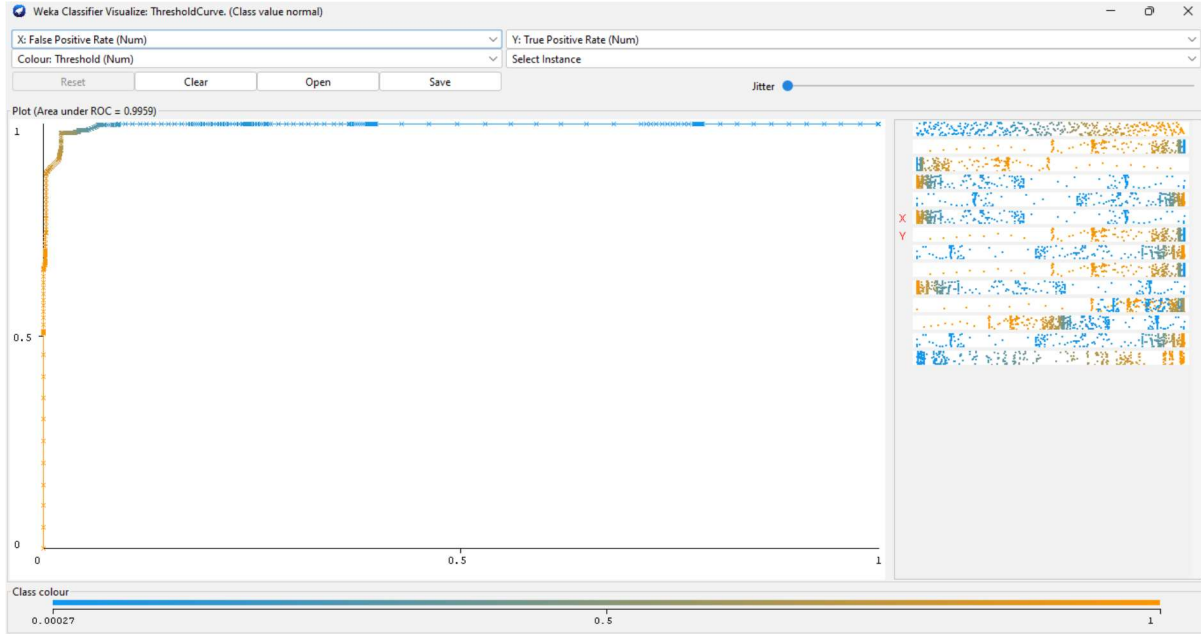 Weka Classifier Visualize: ThresholdCurve. (Class value normal)
X: False Positive Rate (Num) Y: True Positive Rate (Num)
Colour: Threshold (Num) Select Instance
Reset Clear Open Save Jitter
Plot (Area under ROC = 0.9959)
1
X
Y
0.5
0
0 0.5 1
Class colour
0.00027 0.5 1